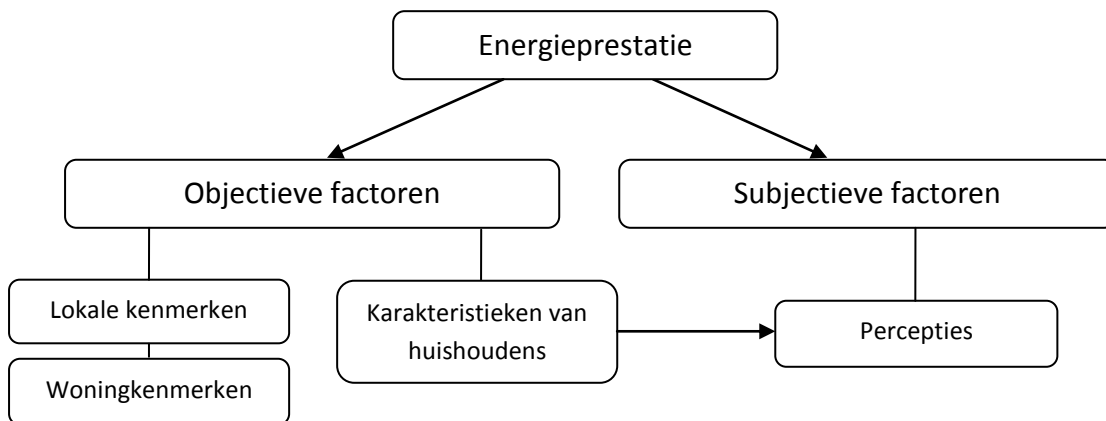 Energieprestatie
Objectieve factoren
Subjectieve factoren
Lokale kenmerken
Karakteristieken van
huishoudens
Percepties
Woningkenmerken